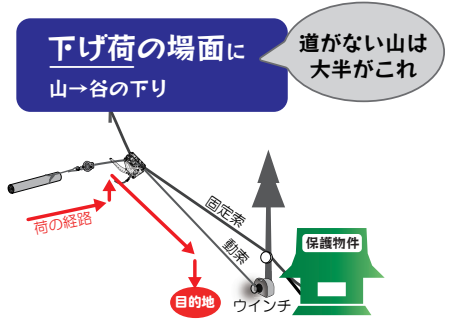 下げ荷の場面に
山→谷の下り
道がない山は
大半がこれ
固定索
荷の経路
動索
保護物件
目的地
ウインチ